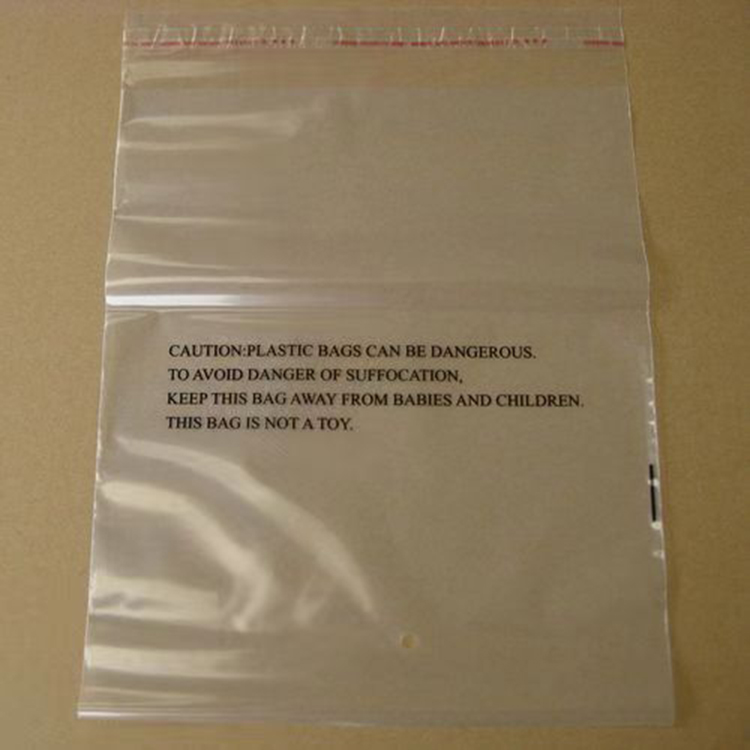 CAUTION:PLASTIC BAGS CAN BE DANGEROUS.
TO AVOID DANGER OF SUFFOCATION,
KEEP THIS BAG AWAY FROM BABIES AND CHILDREN.
THIS BAG IS NOT A TOY.